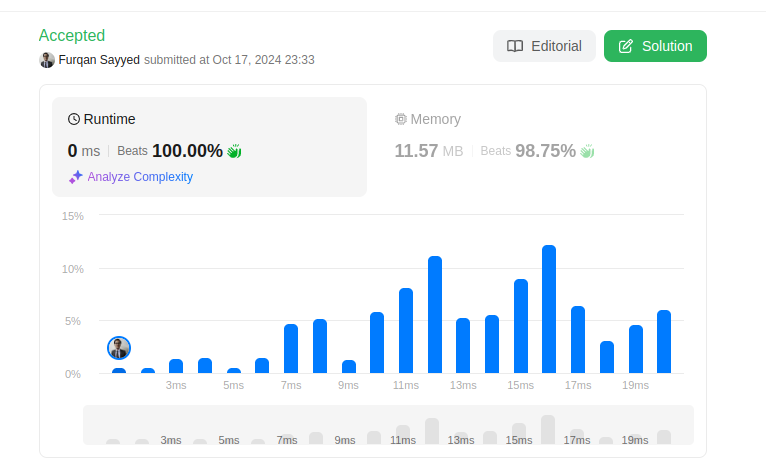 Accepted
Editorial
Solution
Furqan Sayyed submitted at Oct 17, 2024 23:33
Runtime
Memory
0 ms | Beats 100.00%
11.57 MB | Beats 98.75%
Analyze Complexity
15%
10%
5%
0%
3ms 5ms 7ms 9ms 11ms 13ms 15ms 17ms 19ms
3ms 5ms 7ms 9ms 11ms 13ms 15ms 17ms 19ms